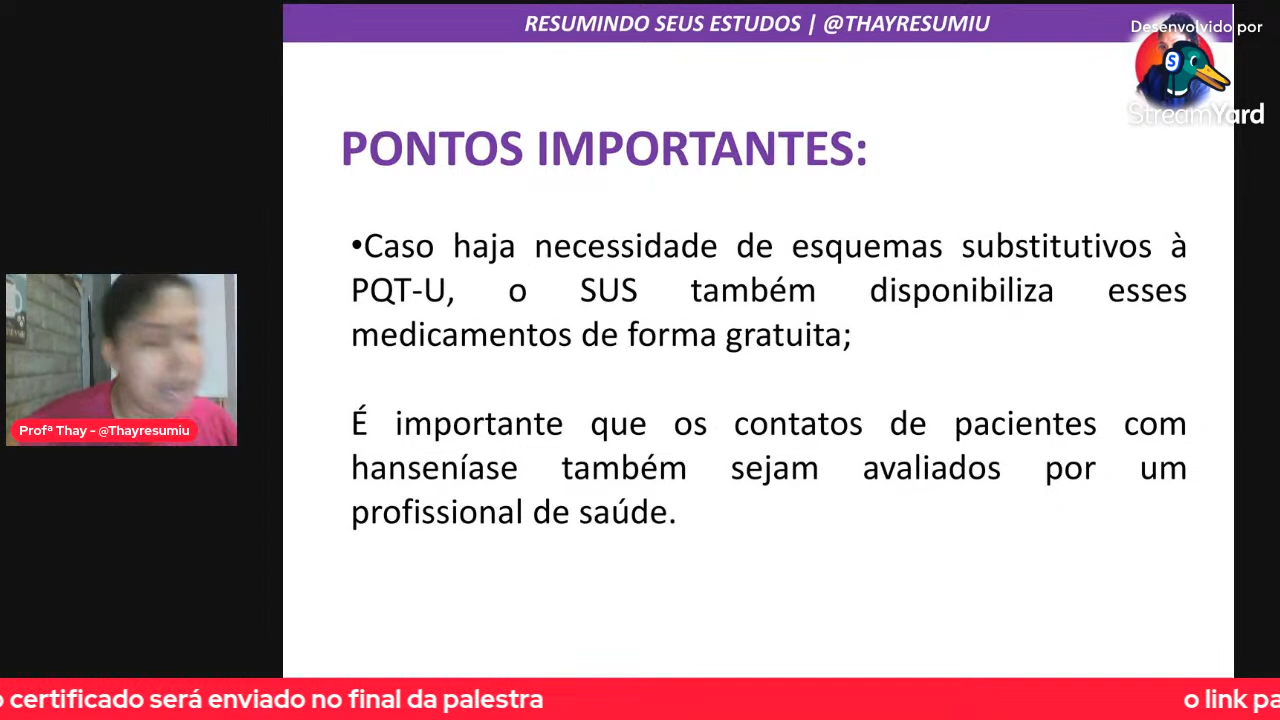 RESUMINDO SEUS ESTUDOS | @THAYRESUMIU
Desenvolvido por
S
StreamYard
PONTOS IMPORTANTES:
•Caso haja necessidade de esquemas substitutivos à
PQT-U, o SUS também disponibiliza esses
medicamentos de forma gratuita;
É importante que os contatos de pacientes com
hanseníase também sejam avaliados por um
profissional de saúde.
Profª Thay - @Thayresumiu
o certificado será enviado no final da palestra
o link pa